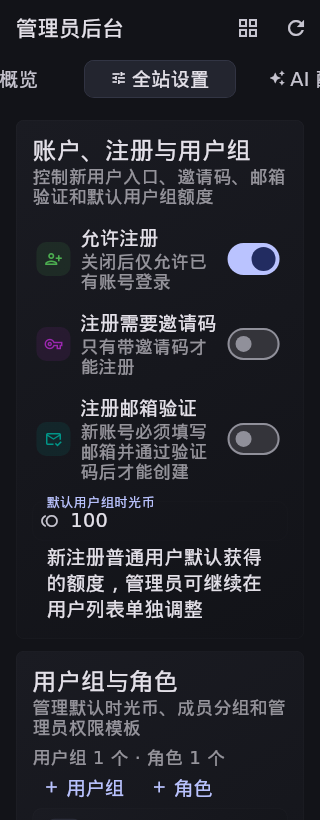 管理员后台
概览
全站设置
AI
账户、注册与用户组
控制新用户入口、邀请码、邮箱
验证和默认用户组额度
允许注册
关闭后仅允许已
有账号登录
注册需要邀请码
只有带邀请码才
能注册
注册邮箱验证
新账号必须填写
邮箱并通过验证
码后才能创建
默认用户组时光币
100
新注册普通用户默认获得
的额度，管理员可继续在
用户列表单独调整
用户组与角色
管理默认时光币、成员分组和管
理员权限模板
用户组 1 个 · 角色 1 个
+ 用户组
+ 角色